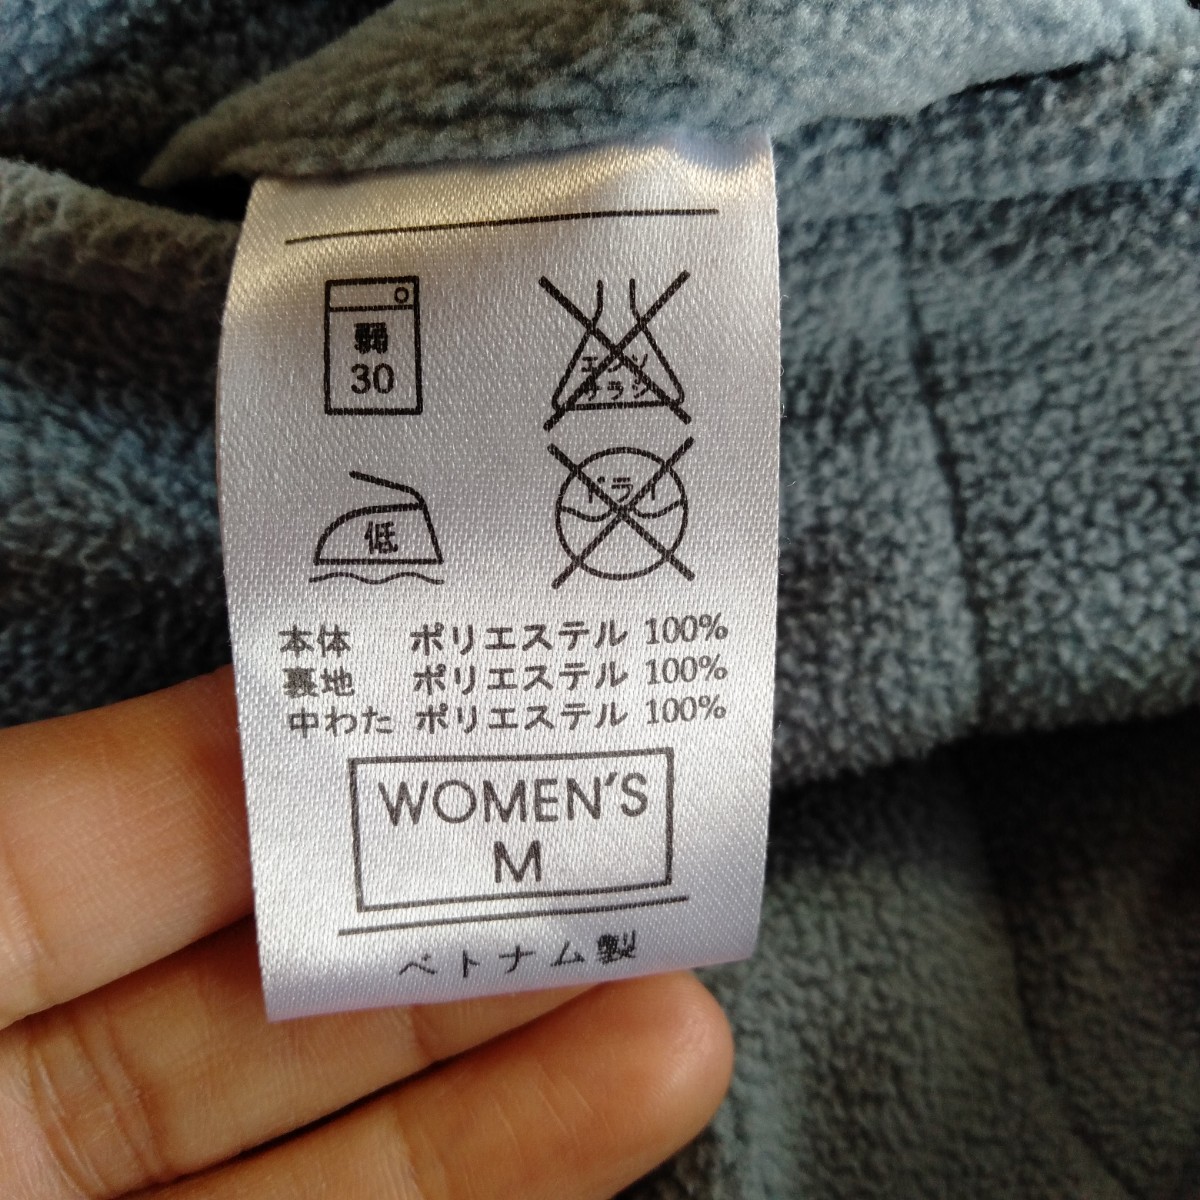 弱
30
エンソ
サラシ
低
ドライ
本体 ポリエステル 100%
裏地 ポリエステル 100%
中わた ポリエステル 100%
WOMEN'S
M
ベトナム製